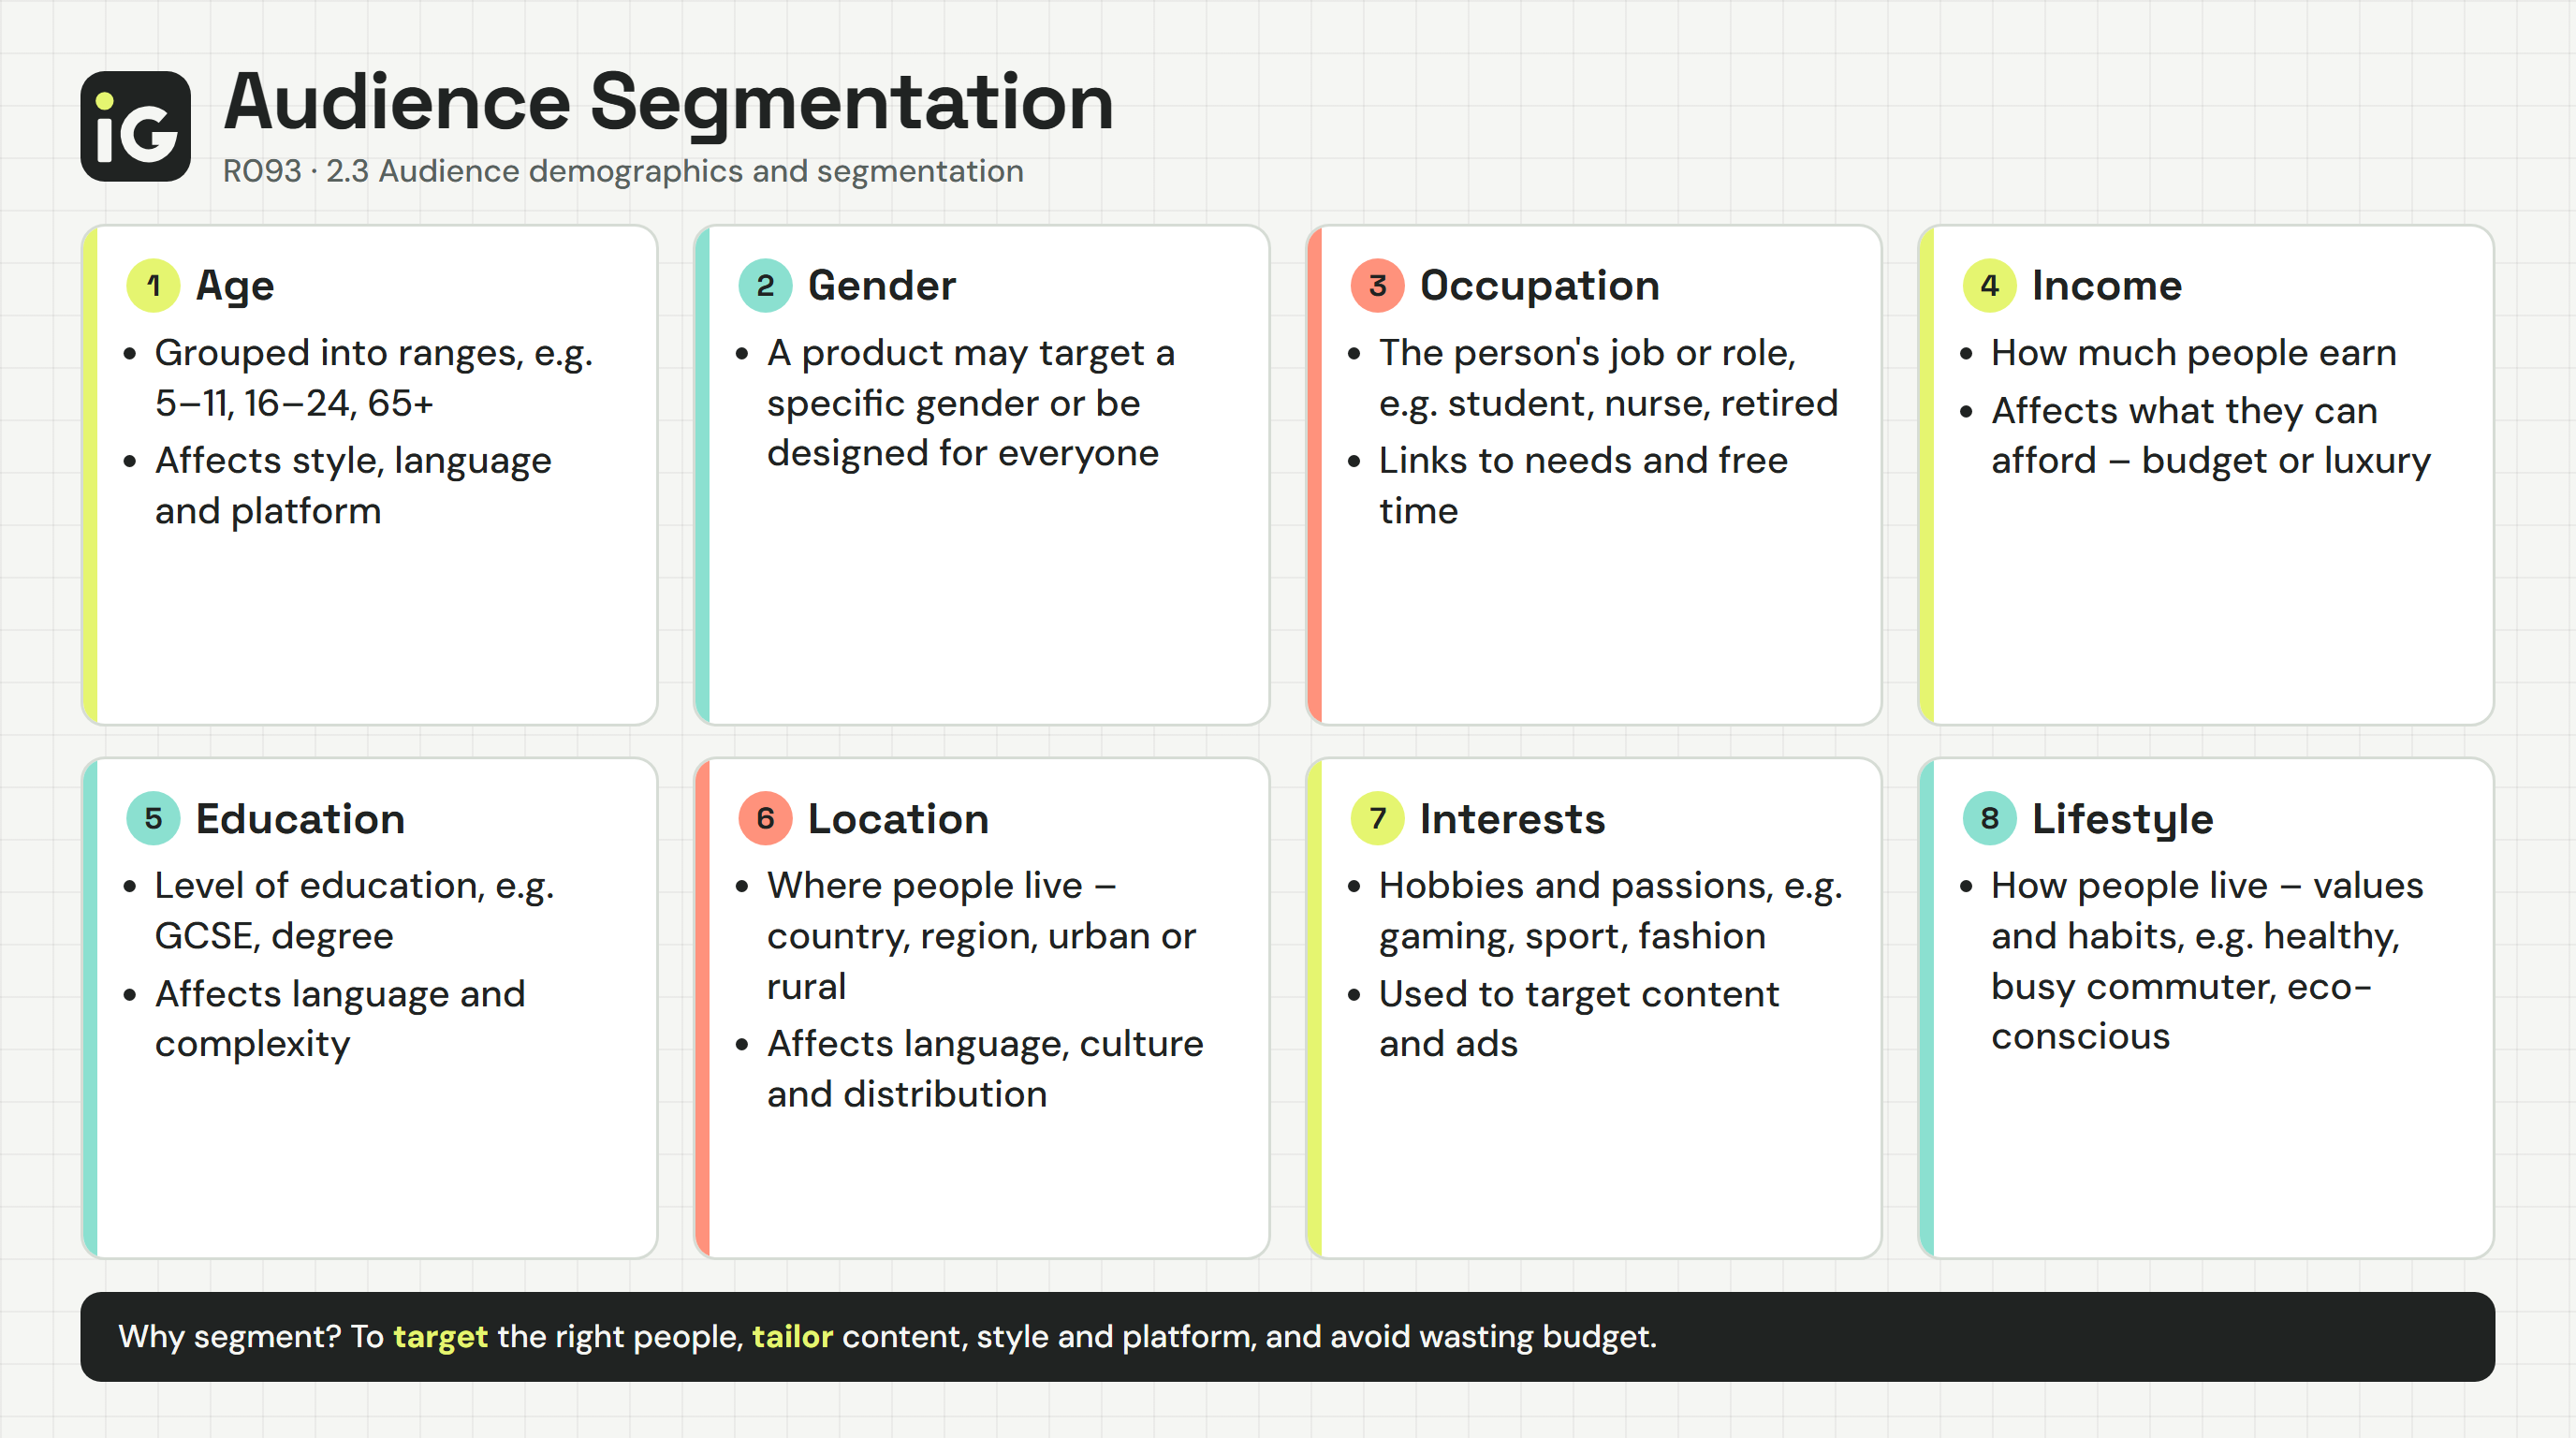 iG
Audience Segmentation
R093 · 2.3 Audience demographics and segmentation
1 Age
• Grouped into ranges, e.g.
5–11, 16–24, 65+
• Affects style, language
and platform
2 Gender
• A product may target a
specific gender or be
designed for everyone
3 Occupation
• The person's job or role,
e.g. student, nurse, retired
• Links to needs and free
time
4 Income
• How much people earn
• Affects what they can
afford – budget or luxury
5 Education
• Level of education, e.g.
GCSE, degree
• Affects language and
complexity
6 Location
• Where people live –
country, region, urban or
rural
• Affects language, culture
and distribution
7 Interests
• Hobbies and passions, e.g.
gaming, sport, fashion
• Used to target content
and ads
8 Lifestyle
• How people live – values
and habits, e.g. healthy,
busy commuter, eco-
conscious
Why segment? To target the right people, tailor content, style and platform, and avoid wasting budget.